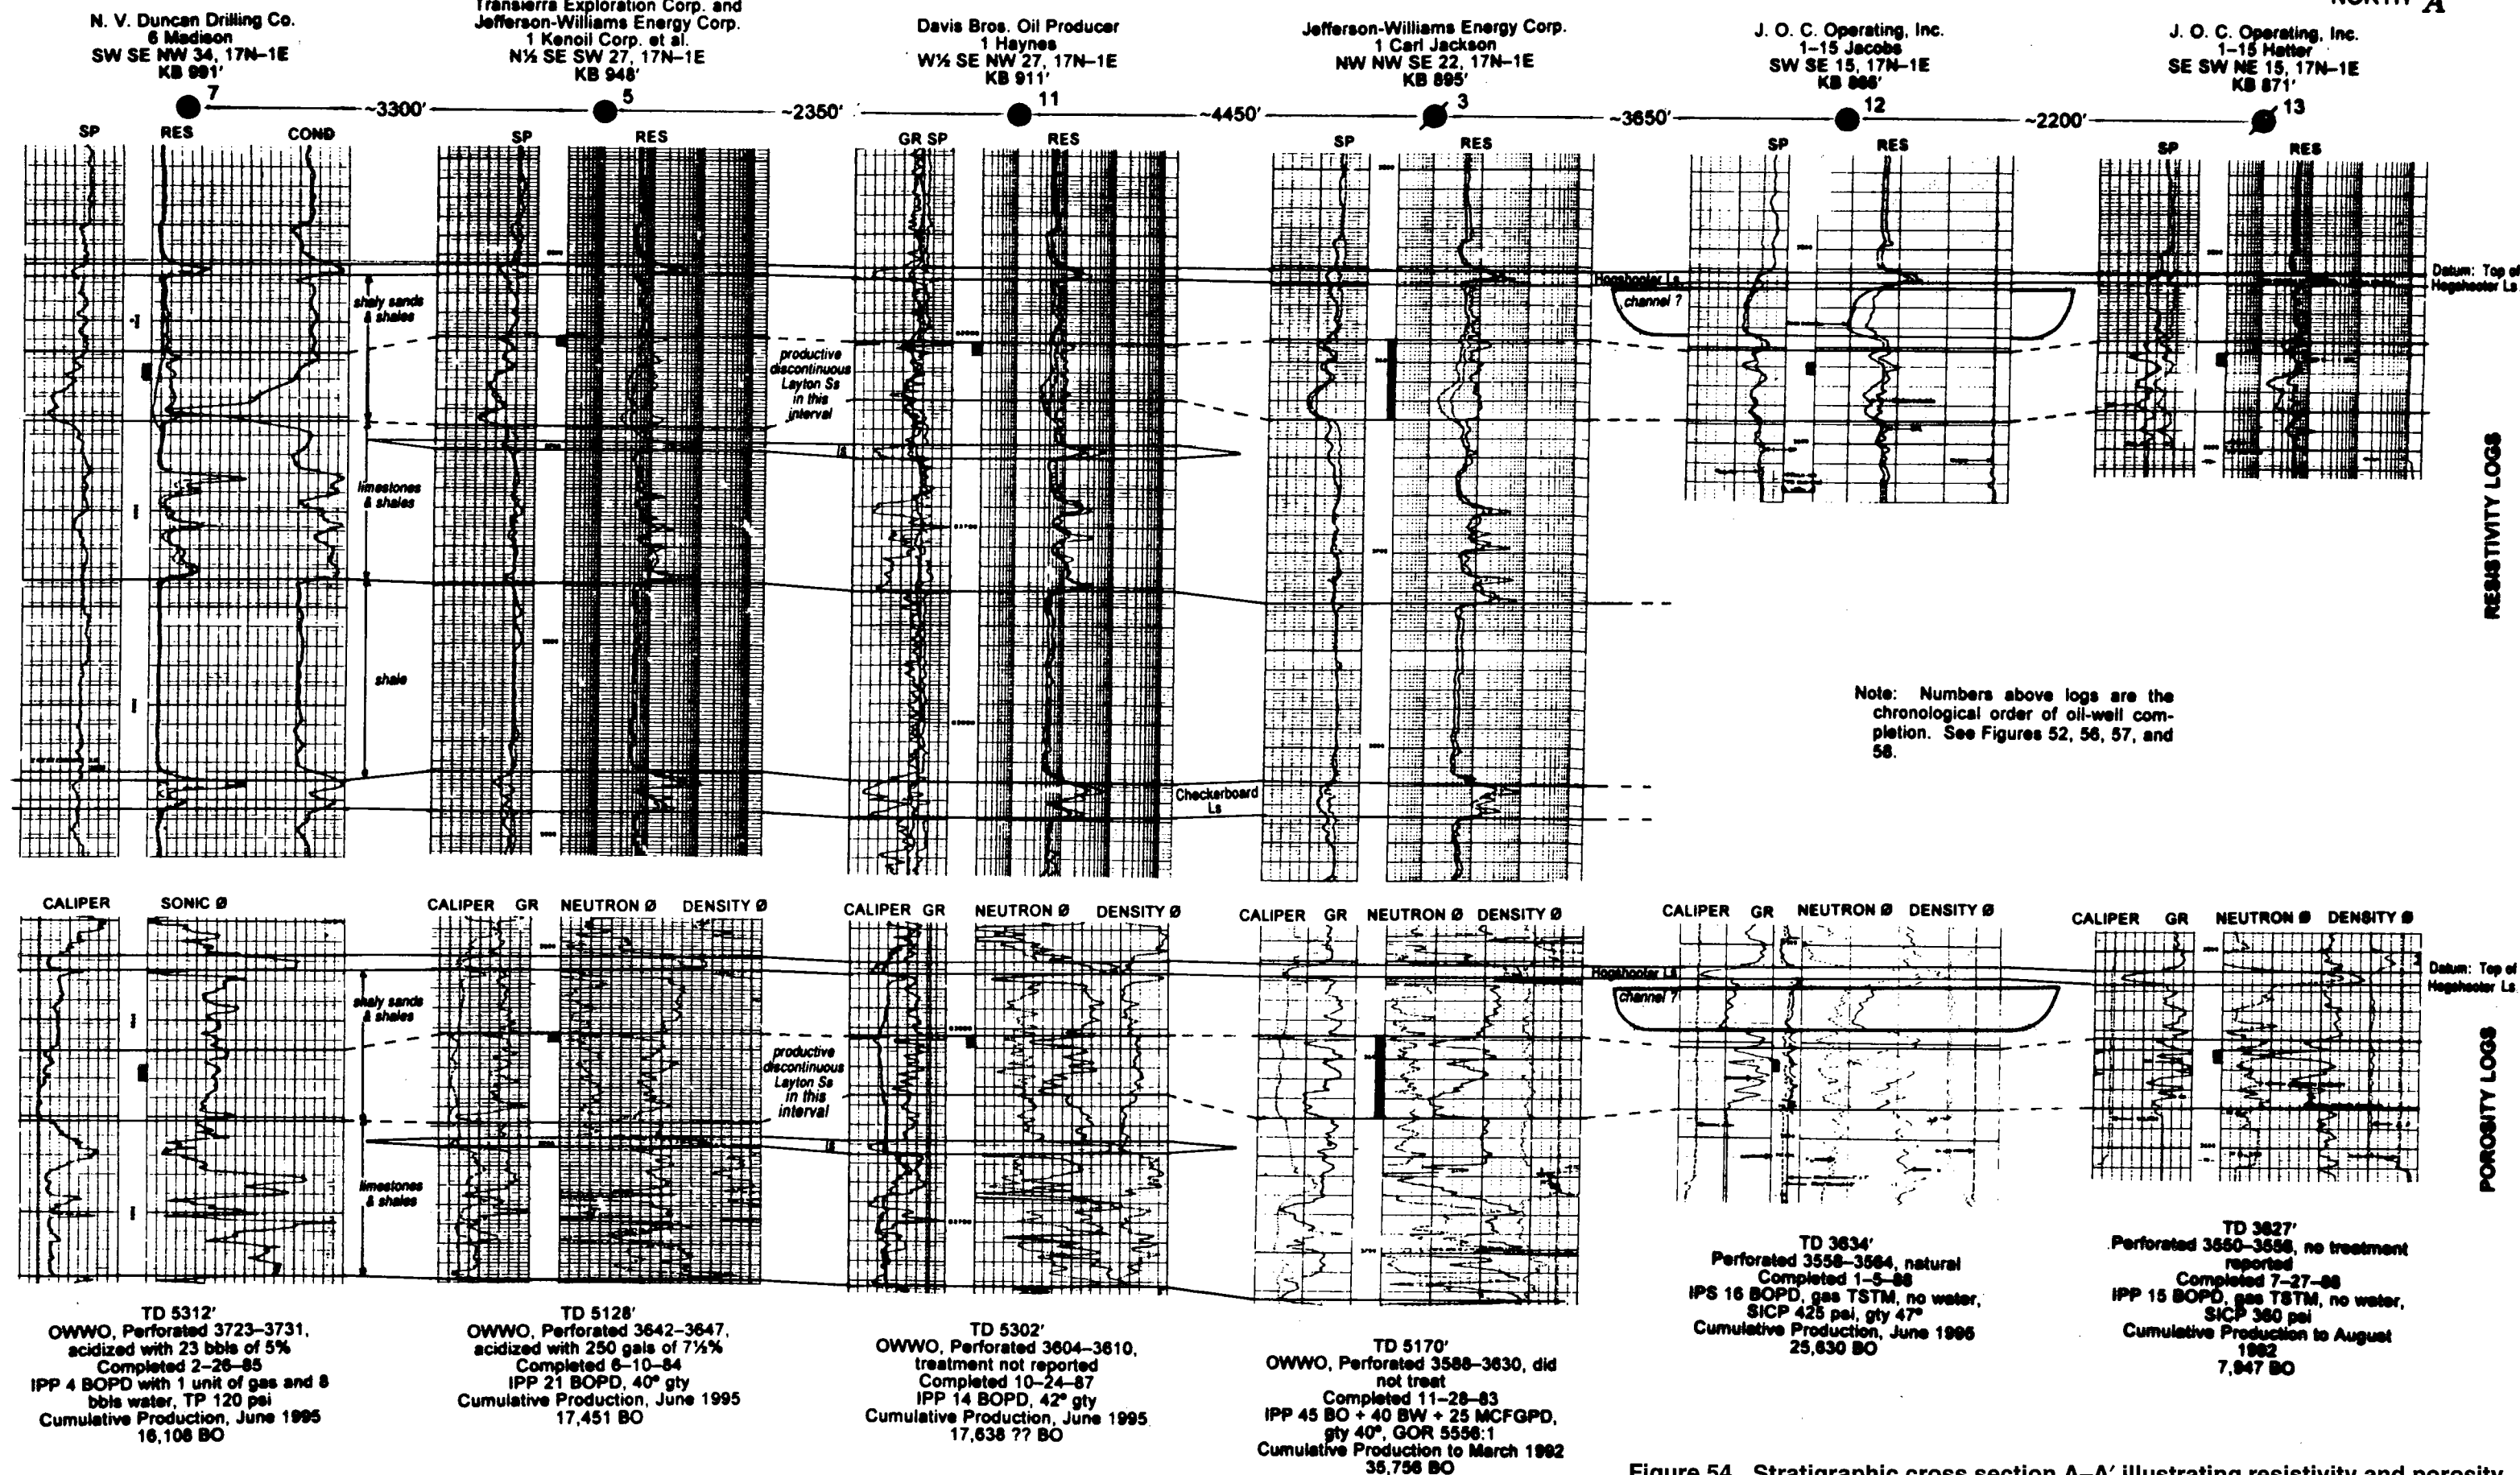 NORTH A′
N. V. Duncan Drilling Co.
6 Madison
SW SE NW 34, 17N–1E
KB 991′
7
Transierra Exploration Corp. and
Jefferson-Williams Energy Corp.
1 Kenoil Corp. et al.
N½ SE SW 27, 17N–1E
KB 948′
5
Davis Bros. Oil Producer
1 Haynes
W½ SE NW 27, 17N–1E
KB 911′
11
Jefferson-Williams Energy Corp.
1 Carl Jackson
NW NW SE 22, 17N–1E
KB 895′
3
J. O. C. Operating, Inc.
1–15 Jacobs
SW SE 15, 17N–1E
KB 866′
12
J. O. C. Operating, Inc.
1–15 Hatter
SE SW NE 15, 17N–1E
KB 871′
13
~3300′
~2350′
~4450′
~3650′
~2200′
SP RES COND
SP RES
GR SP RES
SP RES
SP RES
SP RES
shaly sands
& shales
productive
discontinuous
Layton Ss
in this
interval
ls
limestones
& shales
shale
Checkerboard
Ls
Hogshooter Ls
channel ?
Datum: Top of
Hogshooter Ls
RESISTIVITY LOGS
Note: Numbers above logs are the
chronological order of oil-well com-
pletion. See Figures 52, 56, 57, and
58.
CALIPER SONIC Ø
CALIPER GR NEUTRON Ø DENSITY Ø
CALIPER GR NEUTRON Ø DENSITY Ø
CALIPER GR NEUTRON Ø DENSITY Ø
CALIPER GR NEUTRON Ø DENSITY Ø
CALIPER GR NEUTRON Ø DENSITY Ø
shaly sands
& shales
productive
discontinuous
Layton Ss
in this
interval
ls
limestones
& shales
Hogshooter Ls
channel ?
Datum: Top of
Hogshooter Ls
POROSITY LOGS
TD 5312′
OWWO, Perforated 3723–3731,
acidized with 23 bbls of 5%
Completed 2–26–85
IPP 4 BOPD with 1 unit of gas and 8
bbls water, TP 120 psi
Cumulative Production, June 1995
16,108 BO
TD 5128′
OWWO, Perforated 3642–3647,
acidized with 250 gals of 7½%
Completed 6–10–84
IPP 21 BOPD, 40° gty
Cumulative Production, June 1995
17,451 BO
TD 5302′
OWWO, Perforated 3604–3610,
treatment not reported
Completed 10–24–87
IPP 14 BOPD, 42° gty
Cumulative Production, June 1995
17,638 ?? BO
TD 5170′
OWWO, Perforated 3588–3630, did
not treat
Completed 11–28–83
IPP 45 BO + 40 BW + 25 MCFGPD,
gty 40°, GOR 5556:1
Cumulative Production to March 1992
35,756 BO
TD 3634′
Perforated 3558–3564, natural
Completed 1–5–88
IPS 16 BOPD, gas TSTM, no water,
SICP 425 psi, gty 47°
Cumulative Production, June 1995
25,630 BO
TD 3627′
Perforated 3550–3556, no treatment
reported
Completed 7–27–88
IPP 15 BOPD, gas TSTM, no water,
SICP 360 psi
Cumulative Production to August
1992
7,947 BO
Figure 54. Stratigraphic cross section A–A′ illustrating resistivity and porosity